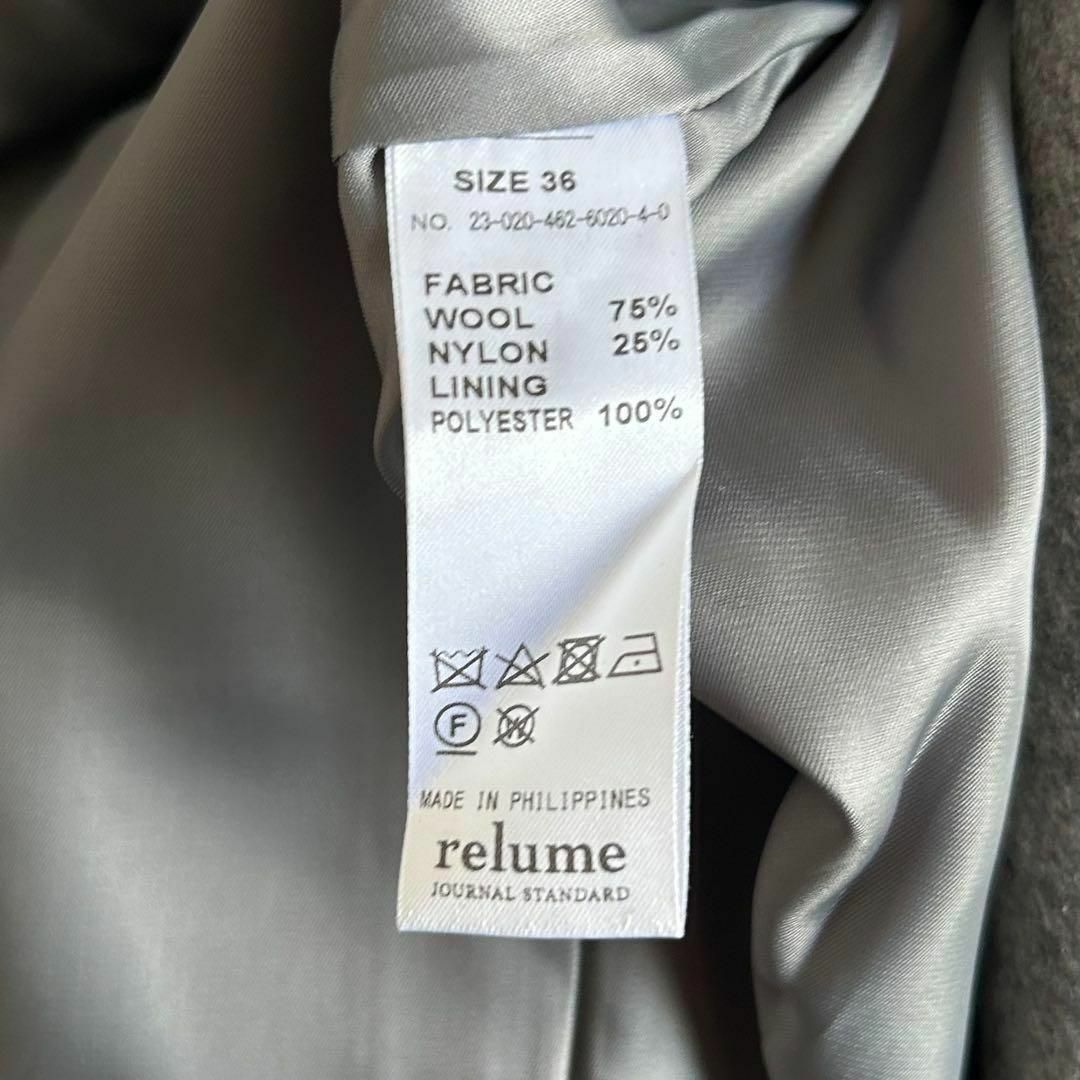 SIZE 36
NO. 23-020-462-6020-4-0
FABRIC
WOOL 75%
NYLON 25%
LINING
POLYESTER 100%
F W
MADE IN PHILIPPINES
relume
JOURNAL STANDARD